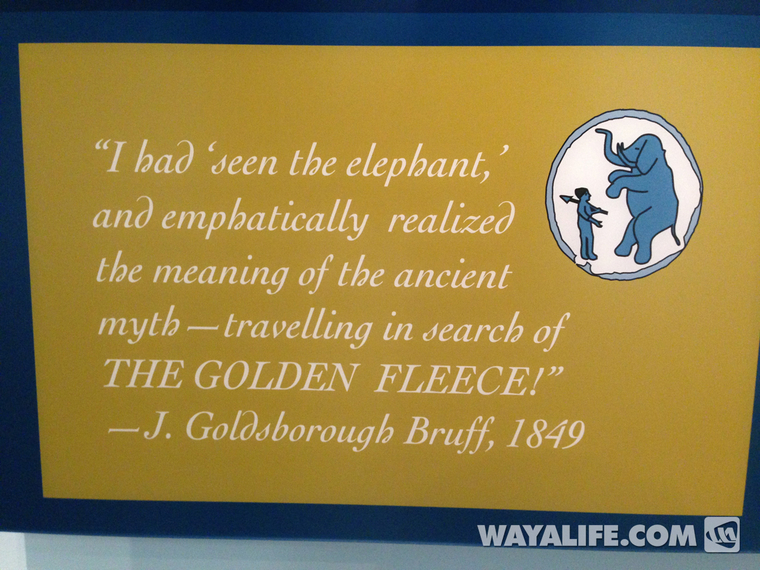 “I had ‘seen the elephant,’
and emphatically realized
the meaning of the ancient
myth — travelling in search of
THE GOLDEN FLEECE!”
— J. Goldsborough Bruff, 1849
WAYALIFE.COM